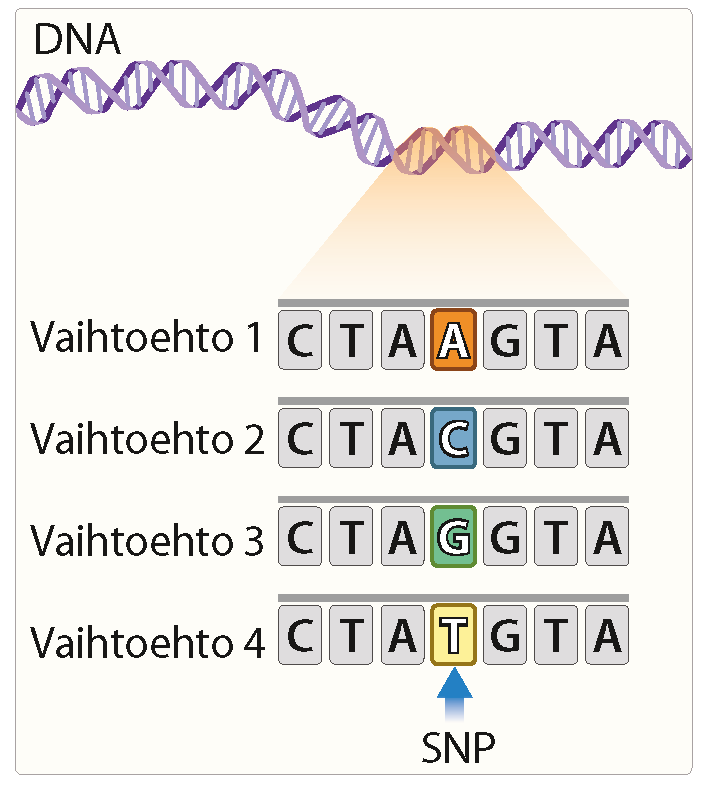 DNA
Vaihtoehto 1 C T A A G T A
Vaihtoehto 2 C T A C G T A
Vaihtoehto 3 C T A G G T A
Vaihtoehto 4 C T A T G T A
SNP